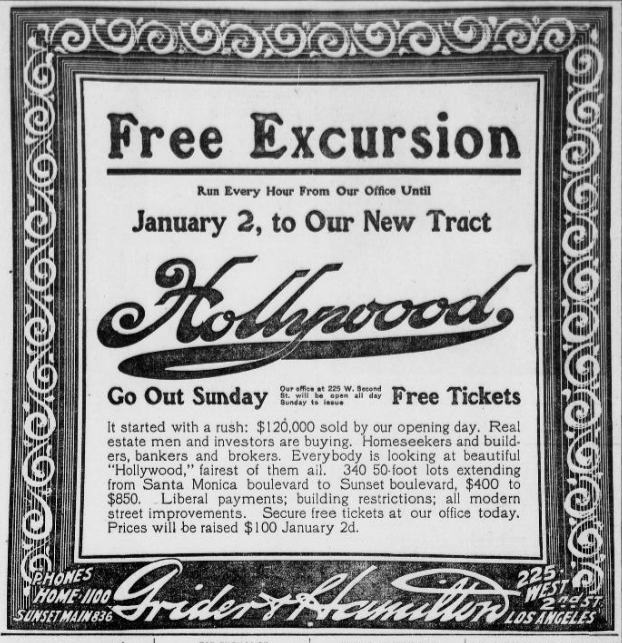 Free Excursion
Run Every Hour From Our Office Until
January 2, to Our New Tract
Hollywood
Go Out Sunday
Our office at 225 W. Second
St. will be open all day
Sunday to issue
Free Tickets
It started with a rush: $120,000 sold by our opening day. Real
estate men and investors are buying. Homeseekers and build-
ers, bankers and brokers. Everybody is looking at beautiful
"Hollywood," fairest of them all. 340 50-foot lots extending
from Santa Monica boulevard to Sunset boulevard, $400 to
$850. Liberal payments; building restrictions; all modern
street improvements. Secure free tickets at our office today.
Prices will be raised $100 January 2d.
PHONES
HOME 1100
SUNSET MAIN 836
Grider & Hamilton
225
WEST
2nd ST
LOS ANGELES